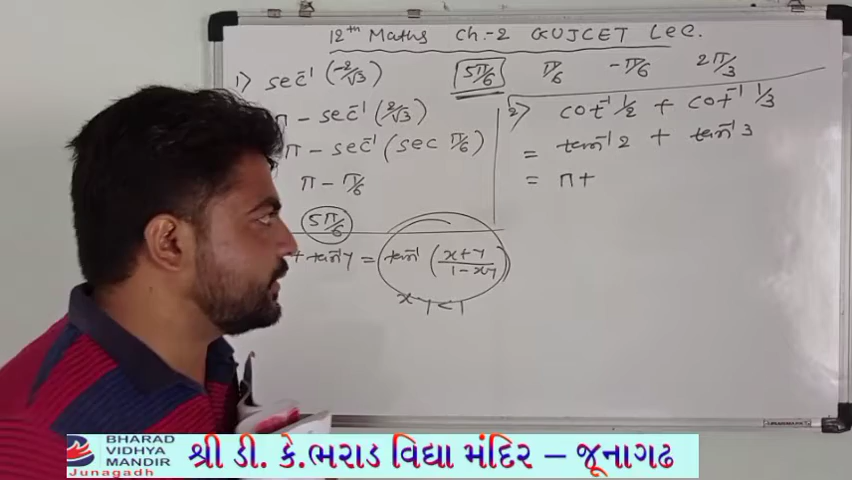 12th Maths Ch.-2 GUJCET Lec.
1) sec⁻¹ (-2/√3) 5π/6 π/6 -π/6 2π/3
π - sec⁻¹ (2/√3)
π - sec⁻¹ (sec π/6)
π - π/6
5π/6
+ tan⁻¹y = tan⁻¹ (x+y / 1-xy)
xy < 1
2) cot⁻¹ 1/2 + cot⁻¹ 1/3
= tan⁻¹ 2 + tan⁻¹ 3
= π +
BHARAD
VIDHYA
MANDIR
Junagadh
શ્રી ડી. કે.ભરાડ વિદ્યા મંદિર – જૂનાગઢ